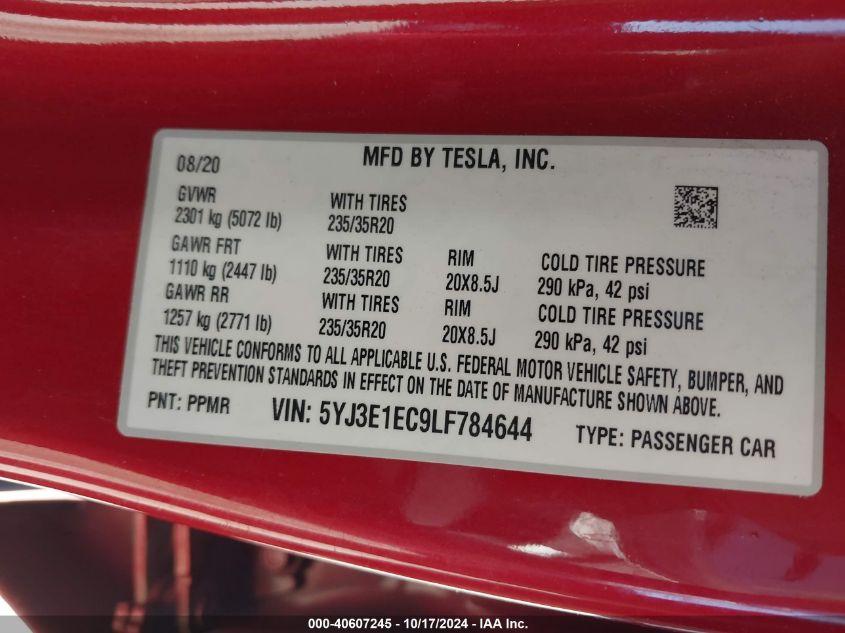 MFD BY TESLA, INC.
08/20
GVWR
2301 kg (5072 lb)
WITH TIRES
235/35R20
GAWR FRT
1110 kg (2447 lb)
WITH TIRES
235/35R20
RIM
20X8.5J
COLD TIRE PRESSURE
290 kPa, 42 psi
GAWR RR
1257 kg (2771 lb)
WITH TIRES
235/35R20
RIM
20X8.5J
COLD TIRE PRESSURE
290 kPa, 42 psi
THIS VEHICLE CONFORMS TO ALL APPLICABLE U.S. FEDERAL MOTOR VEHICLE SAFETY, BUMPER, AND
THEFT PREVENTION STANDARDS IN EFFECT ON THE DATE OF MANUFACTURE SHOWN ABOVE.
PNT: PPMR VIN: 5YJ3E1EC9LF784644 TYPE: PASSENGER CAR
000-40607245 - 10/17/2024 - IAA Inc.